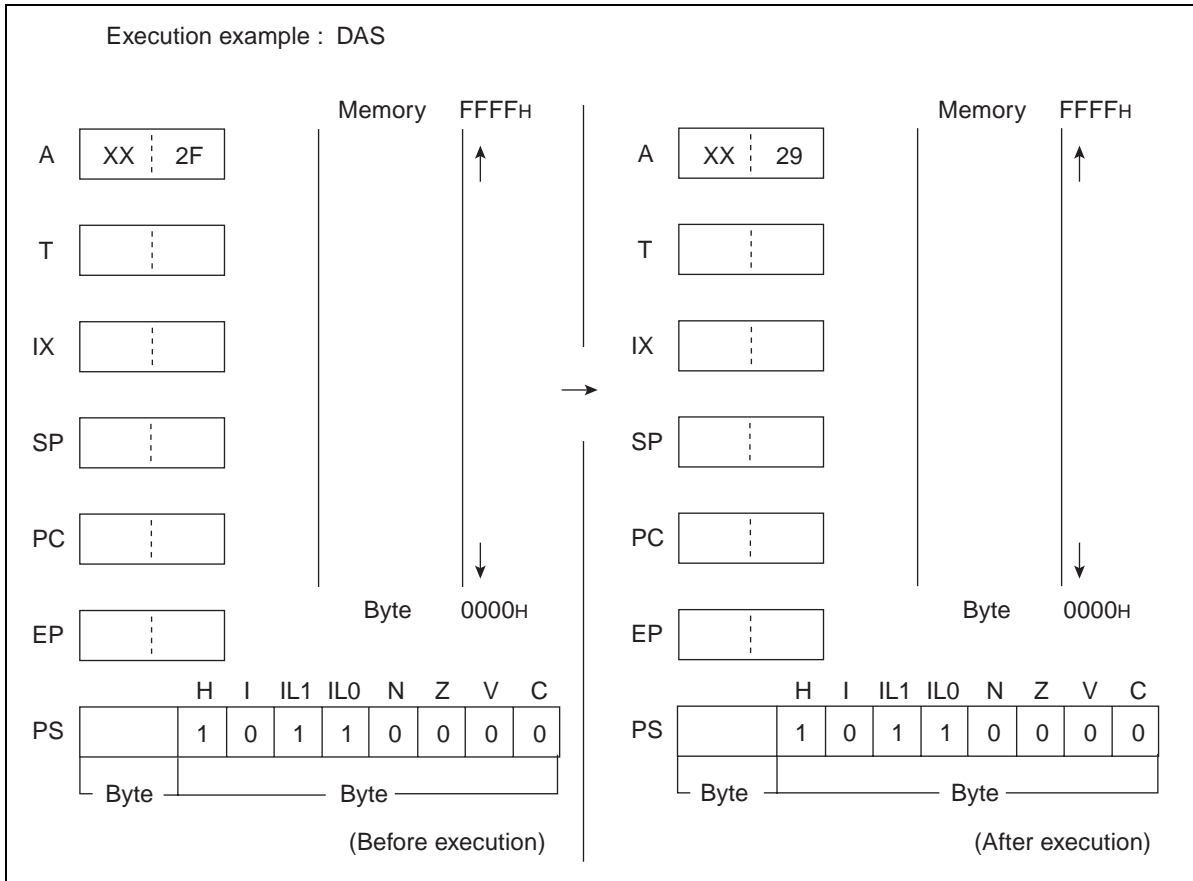 Execution example : DAS
Memory FFFFH
A XX 2F
T
IX
SP
PC
EP
Byte 0000H
H I IL1 IL0 N Z V C
PS 1 0 1 1 0 0 0 0
Byte Byte
(Before execution)
Memory FFFFH
A XX 29
T
IX
SP
PC
EP
Byte 0000H
H I IL1 IL0 N Z V C
PS 1 0 1 1 0 0 0 0
Byte Byte
(After execution)